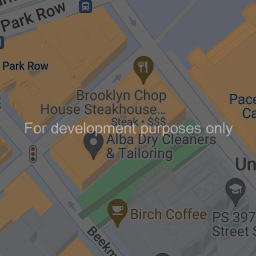 Park Row
Park Row
Brooklyn Chop
House Steakhouse...
Steak • $$$
For development purposes only
Alba Dry Cleaners
& Tailoring
Pace
Ca
Un
PS 397
Street S
Birch Coffee
Beekm